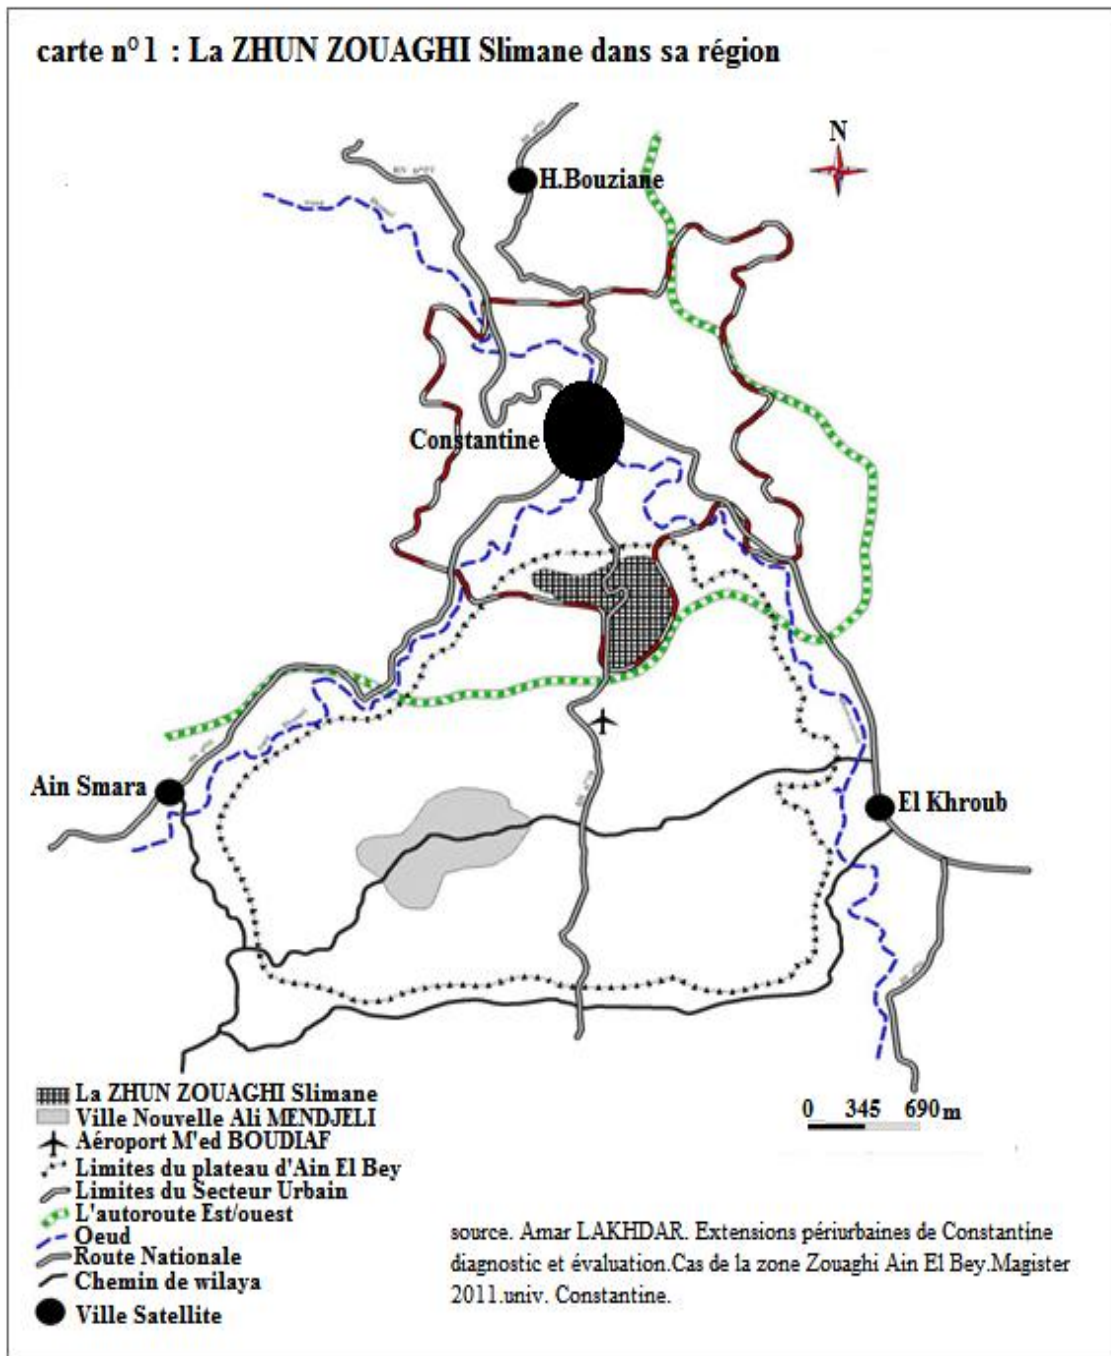 carte n°1 : La ZHUN ZOUAGHI Slimane dans sa région
N
H.Bouziane
Constantine
Ain Smara
El Khroub
La ZHUN ZOUAGHI Slimane
Ville Nouvelle Ali MENDJELI
Aéroport M'ed BOUDIAF
Limites du plateau d'Ain El Bey
Limites du Secteur Urbain
L'autoroute Est/ouest
Oeud
Route Nationale
Chemin de wilaya
Ville Satellite
0 345 690 m
source. Amar LAKHDAR. Extensions périurbaines de Constantine
diagnostic et évaluation.Cas de la zone Zouaghi Ain El Bey.Magister
2011.univ. Constantine.